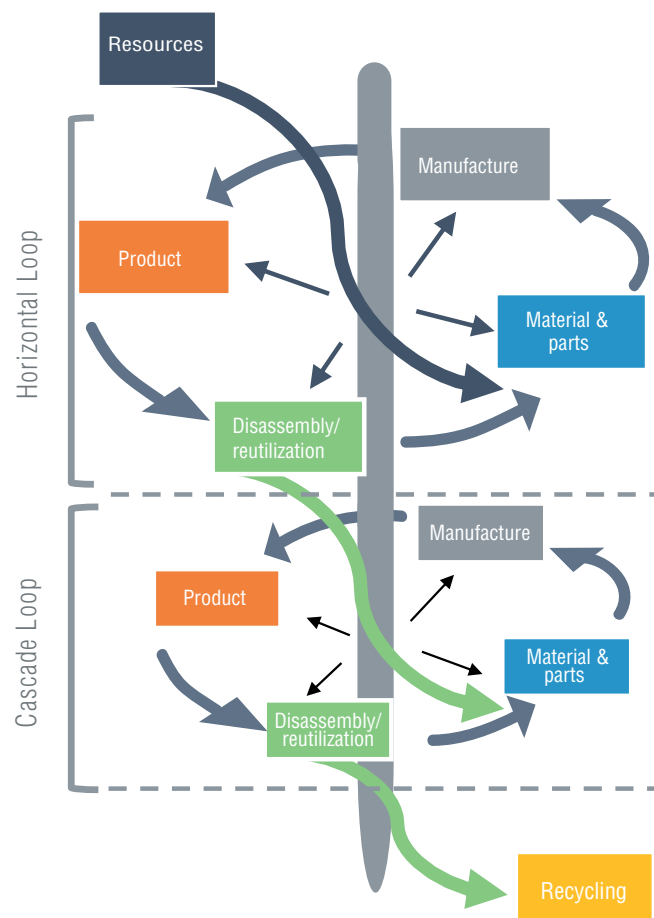 Resources
Horizontal Loop
Manufacture
Product
Material &
parts
Disassembly/
reutilization
Cascade Loop
Manufacture
Product
Material &
parts
Disassembly/
reutilization
Recycling